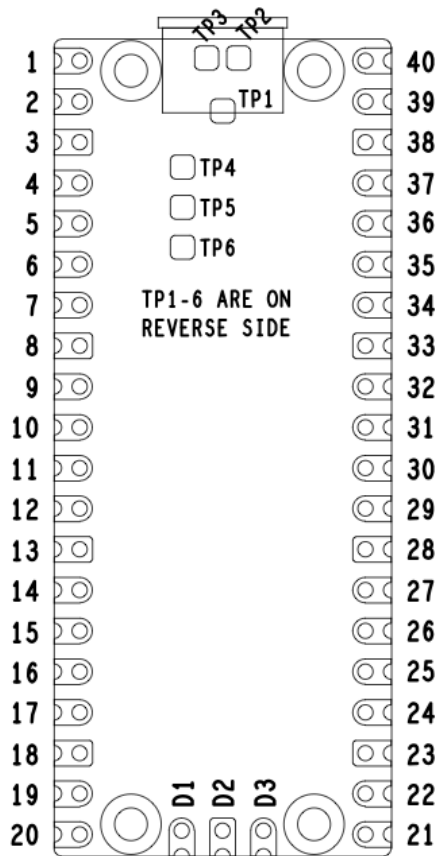 TP3 TP2
1 40
TP1
2 39
3 38
TP4
4 37
TP5
5 36
TP6
6 35
TP1-6 ARE ON
7 34
REVERSE SIDE
8 33
9 32
10 31
11 30
12 29
13 28
14 27
15 26
16 25
17 24
18 23
D1 D2 D3
19 22
20 21